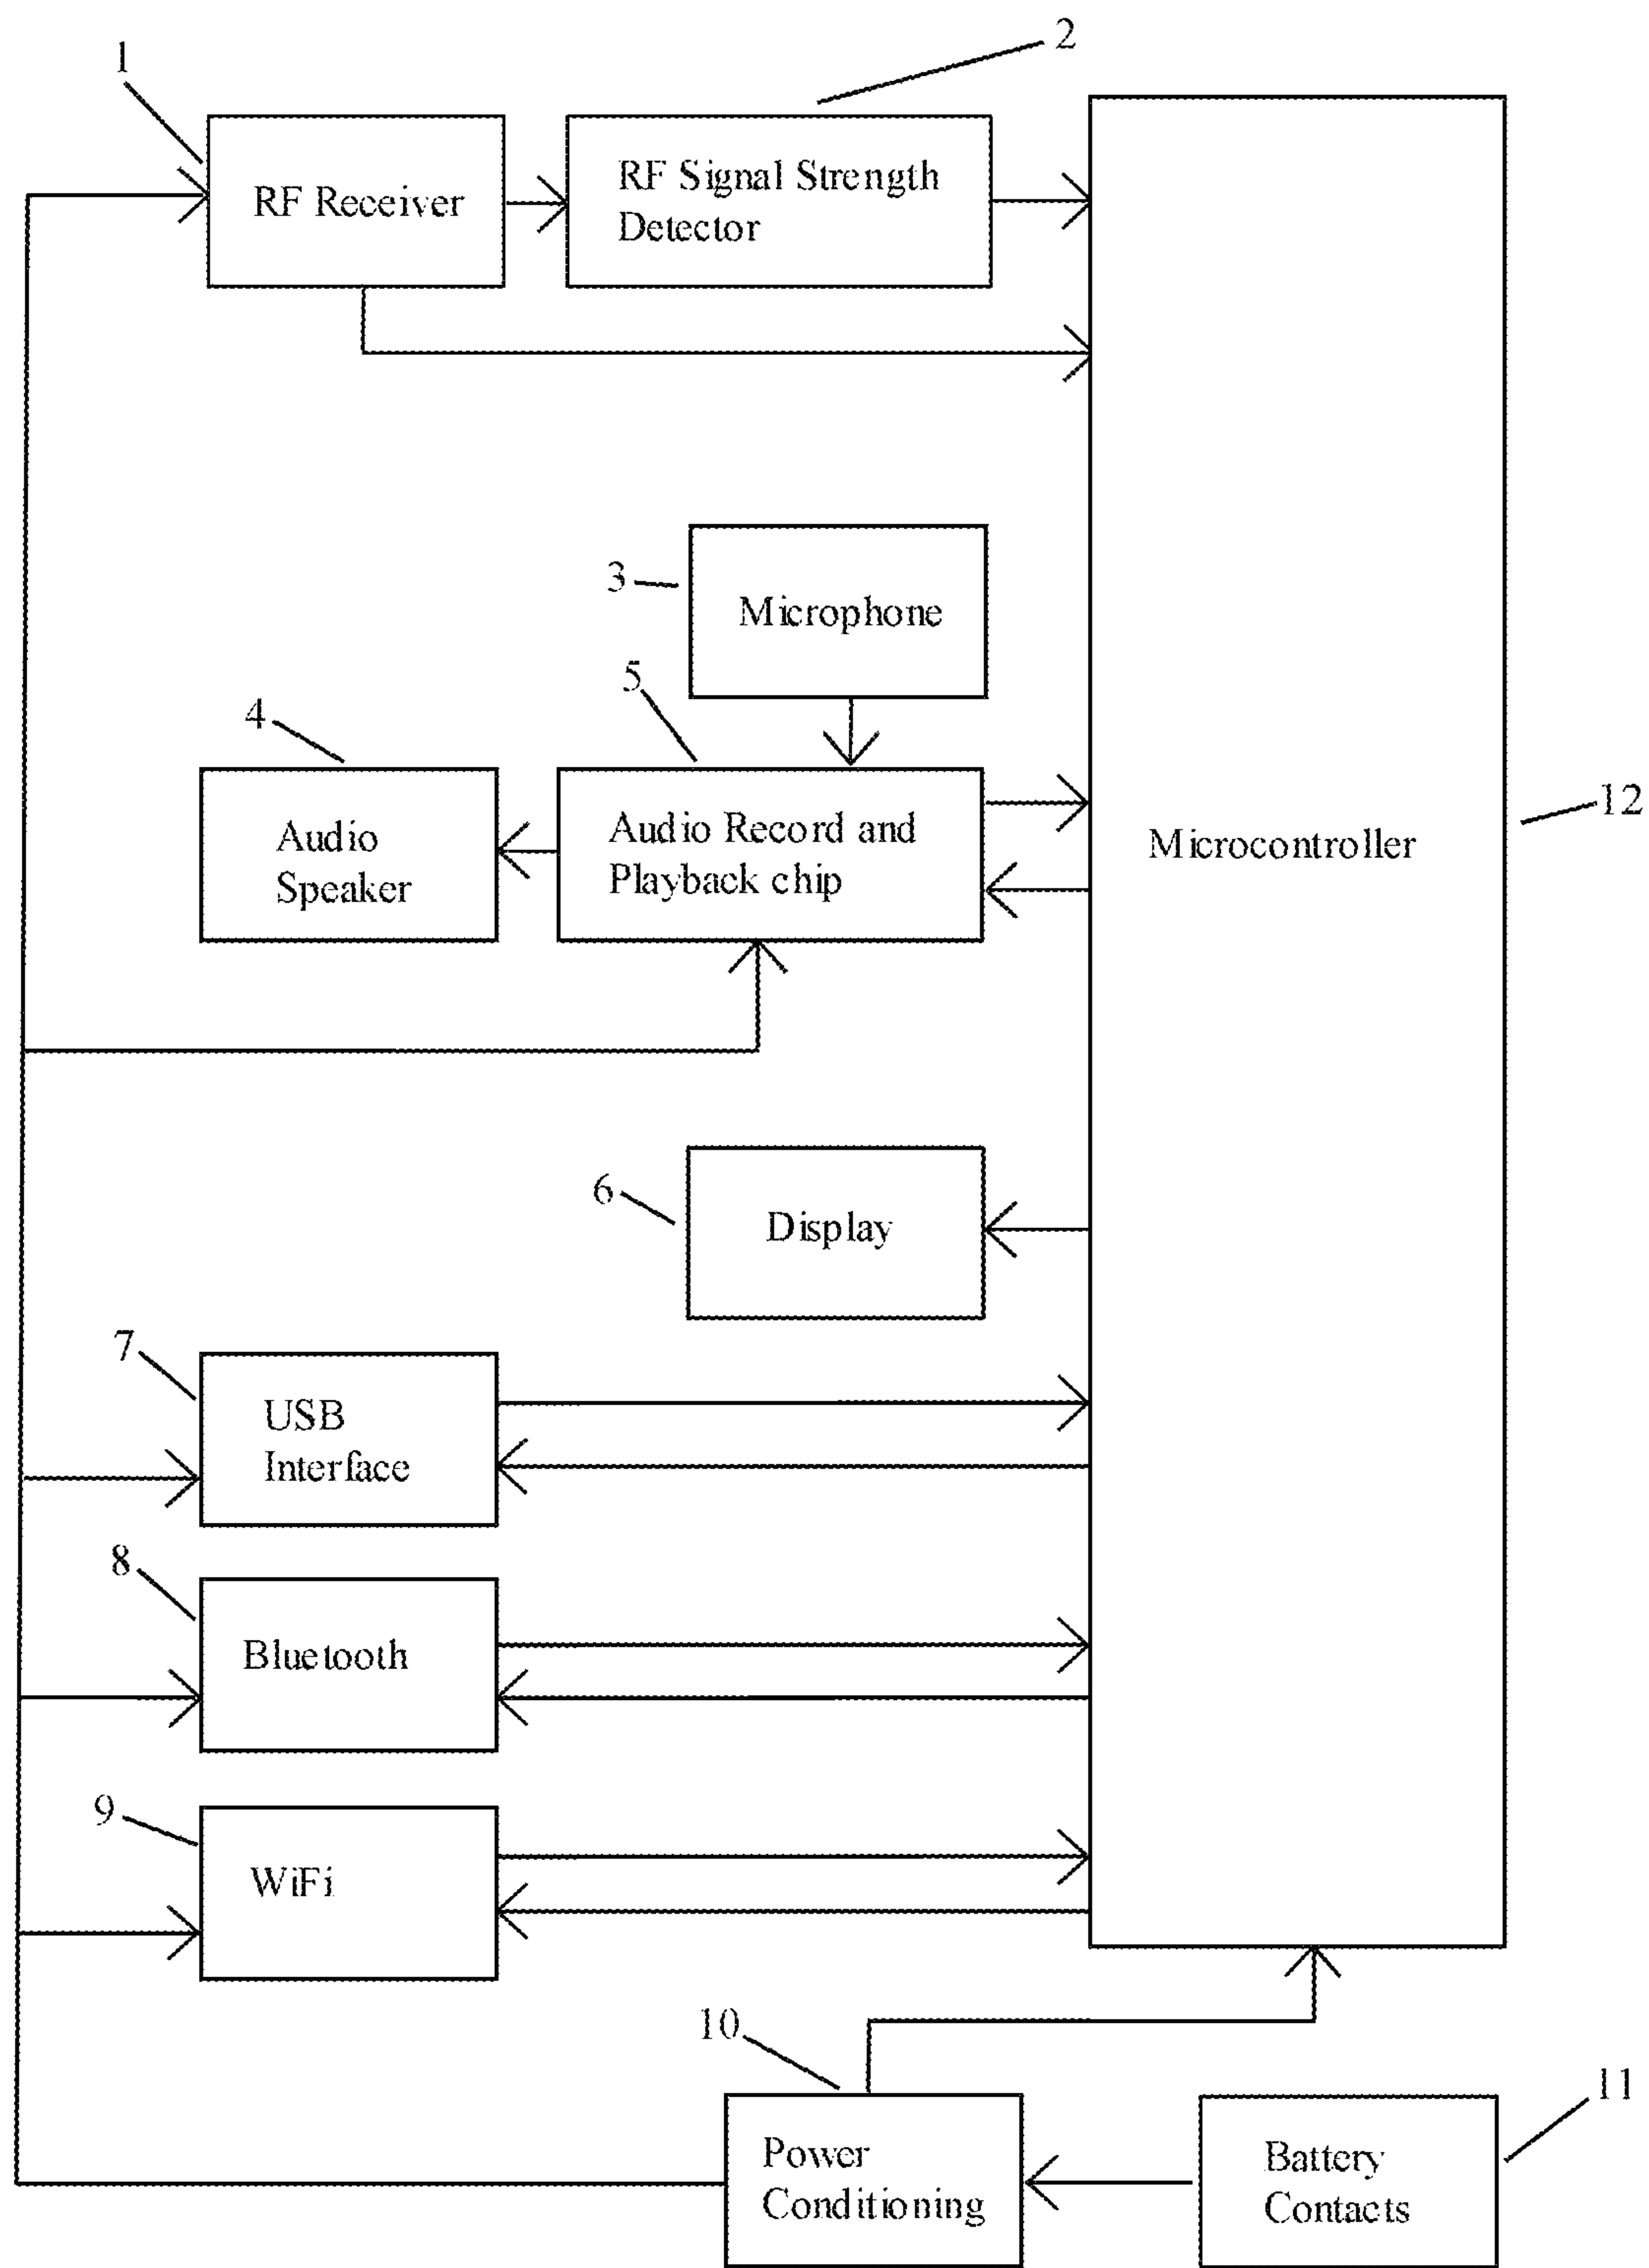 1
2
RF Receiver
RF Signal Strength
Detector
3
Microphone
4
5
Audio
Speaker
Audio Record and
Playback chip
Microcontroller
12
6
Display
7
USB
Interface
8
Bluetooth
9
WiFi
10
Power
Conditioning
11
Battery
Contacts